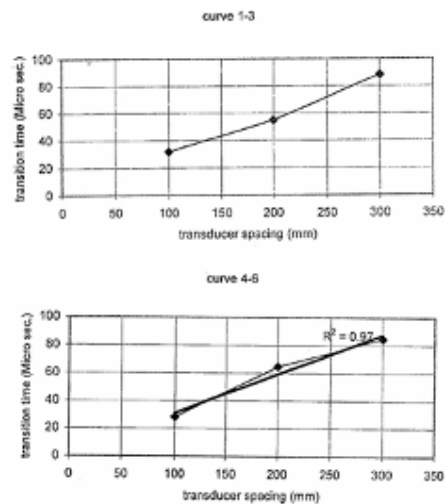 curve 1-3
transition time (Micro sec.)
100
80
60
40
20
0
0 50 100 150 200 250 300 350
transducer spacing (mm)
curve 4-6
transition time (Micro sec.)
100
80
60
40
20
0
R² = 0.97
0 50 100 150 200 250 300 350
transducer spacing (mm)